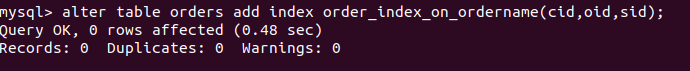 mysql> alter table orders add index order_index_on_ordername(cid,oid,sid);
Query OK, 0 rows affected (0.48 sec)
Records: 0  Duplicates: 0  Warnings: 0